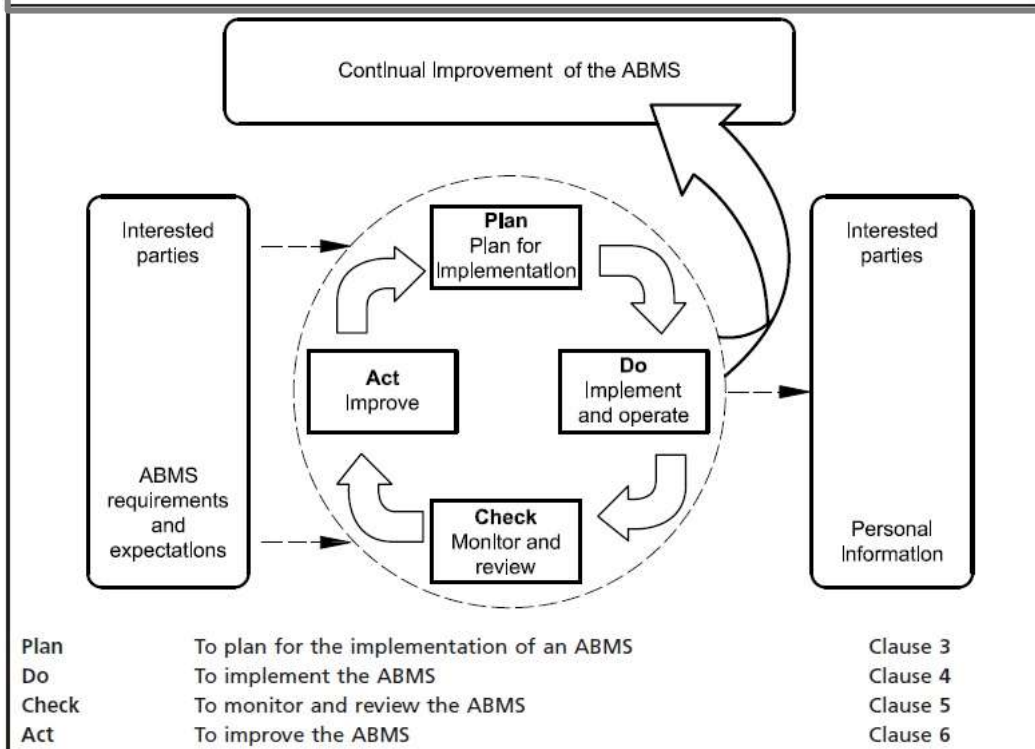 Continual Improvement of the ABMS
Interested
parties
ABMS
requirements
and
expectations
Plan
Plan for
Implementation
Act
Improve
Do
Implement
and operate
Check
Monitor and
review
Interested
parties
Personal
Information
Plan To plan for the implementation of an ABMS Clause 3
Do To implement the ABMS Clause 4
Check To monitor and review the ABMS Clause 5
Act To improve the ABMS Clause 6